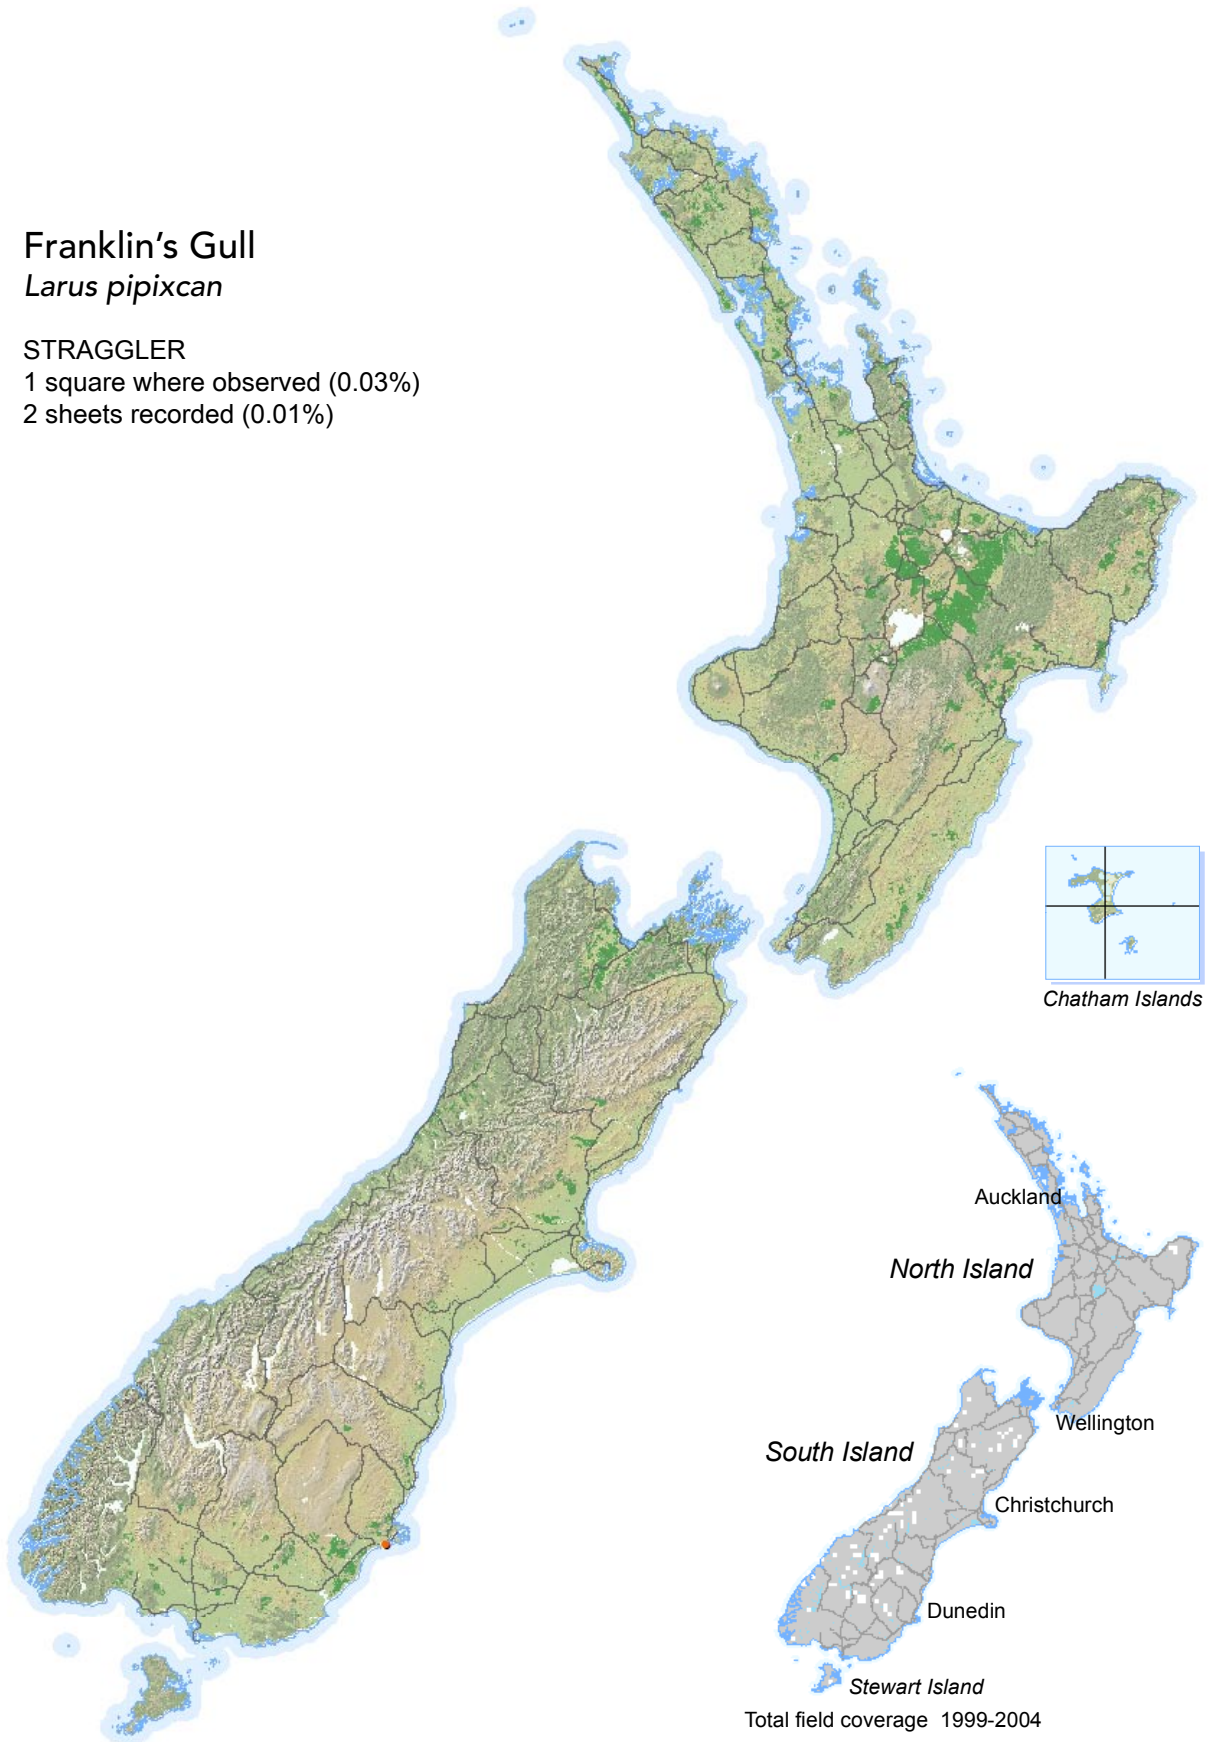 Franklin's Gull
Larus pipixcan
STRAGGLER
1 square where observed (0.03%)
2 sheets recorded (0.01%)
Chatham Islands
Auckland
North Island
Wellington
South Island
Christchurch
Dunedin
Stewart Island
Total field coverage 1999-2004